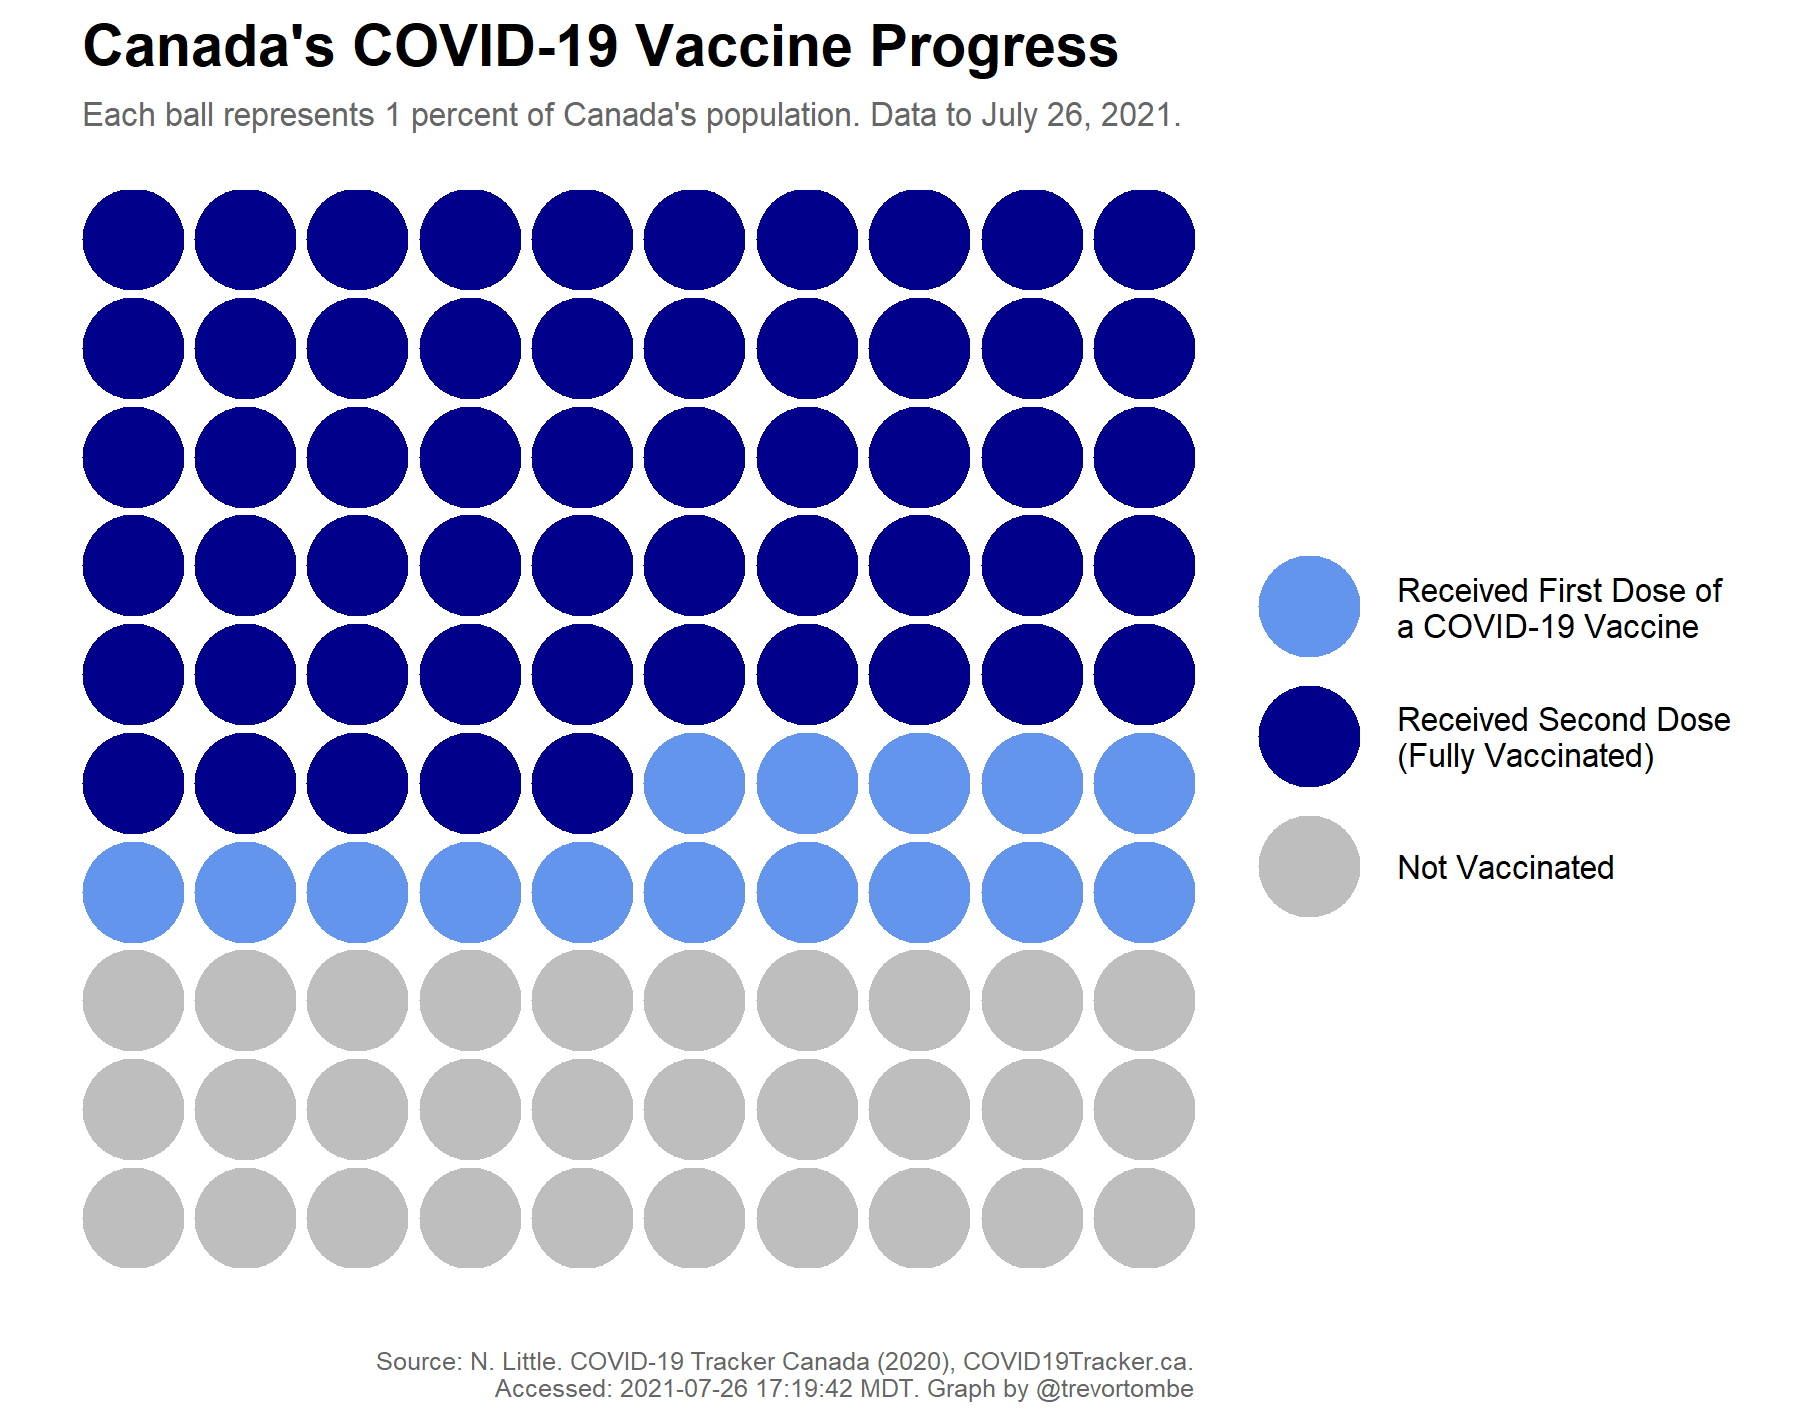 Canada's COVID-19 Vaccine Progress
Each ball represents 1 percent of Canada's population. Data to July 26, 2021.
Received First Dose of
a COVID-19 Vaccine
Received Second Dose
(Fully Vaccinated)
Not Vaccinated
Source: N. Little. COVID-19 Tracker Canada (2020), COVID19Tracker.ca.
Accessed: 2021-07-26 17:19:42 MDT. Graph by @trevortombe